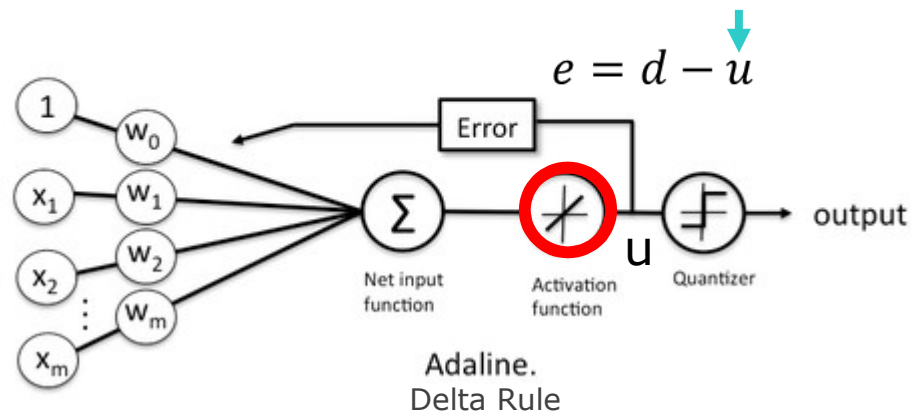 e = d − u
1
w₀
Error
x₁
w₁
Σ
u
output
x₂
w₂
Net input
function
Activation
function
Quantizer
⋮
xₘ
wₘ
Adaline.
Delta Rule